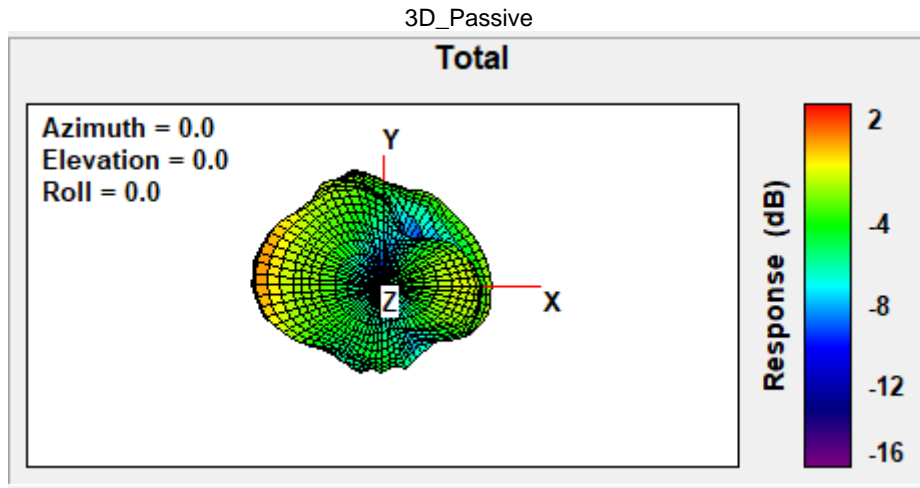 3D_Passive
Total
Azimuth = 0.0
Elevation = 0.0
Roll = 0.0
Y
Z
X
Response (dB)
2
-4
-8
-12
-16